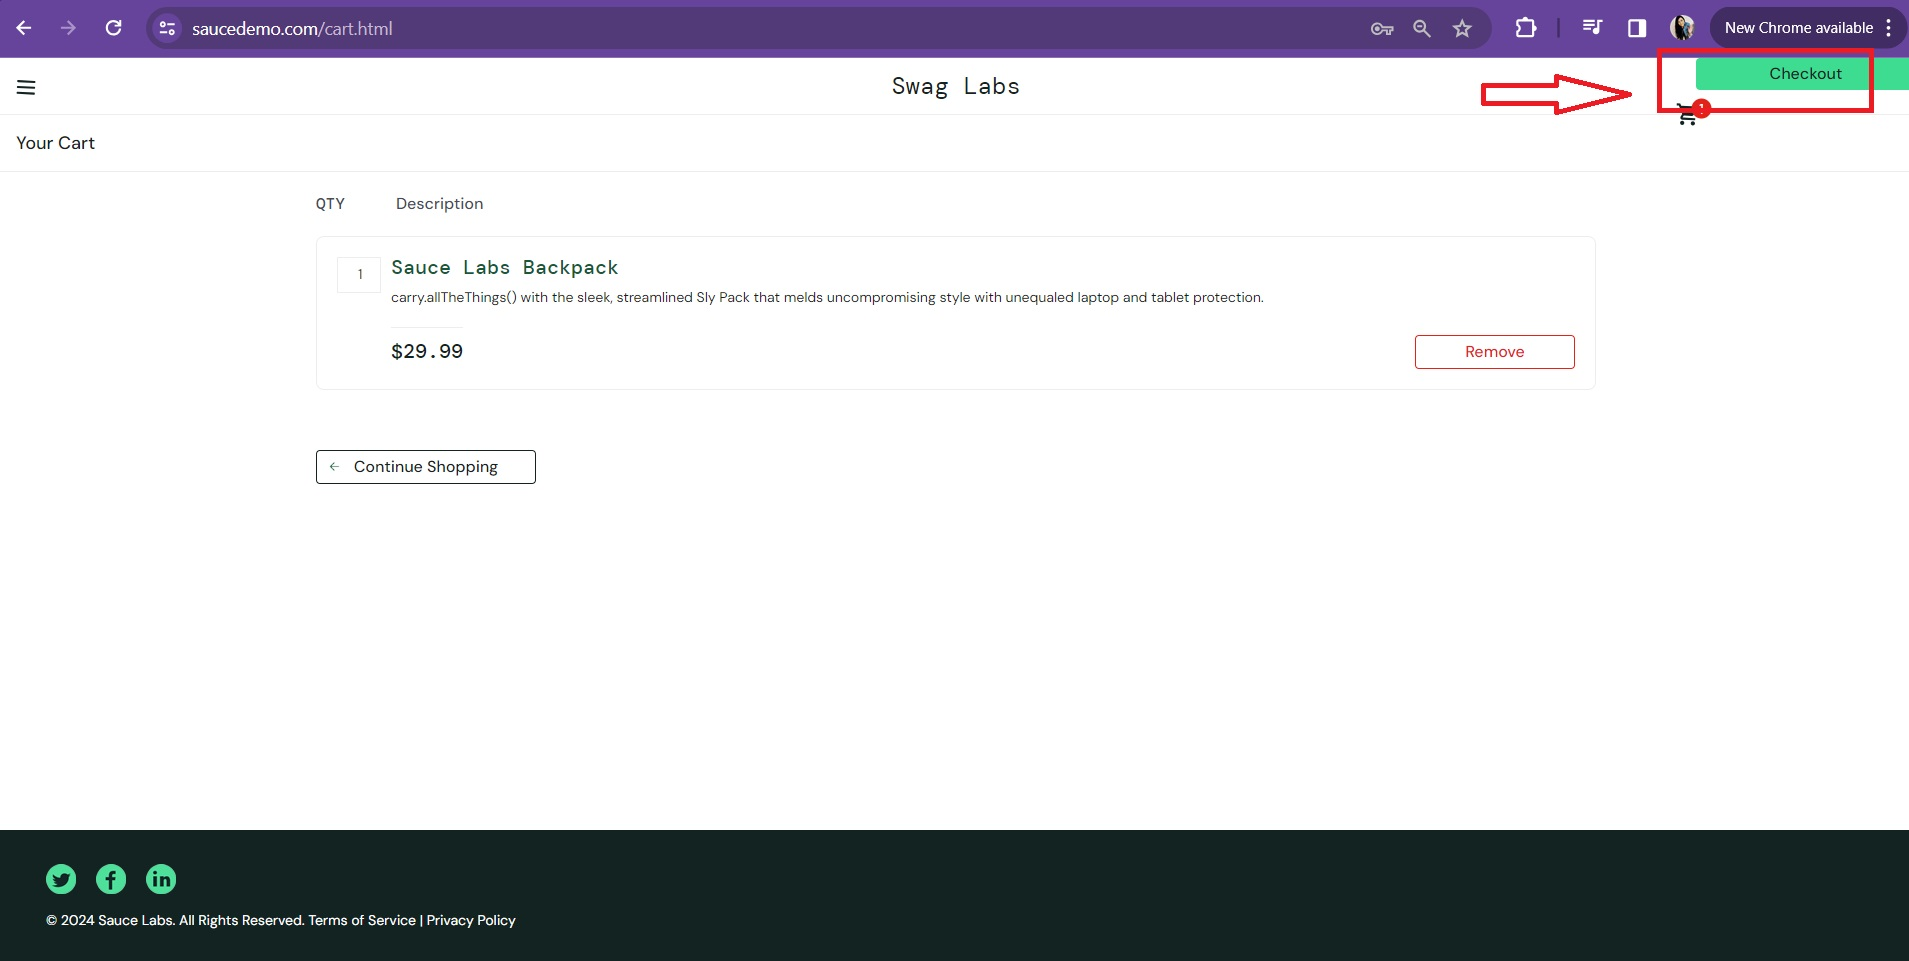 saucedemo.com/cart.html
New Chrome available
Swag Labs
Checkout
1
Your Cart
QTY Description
1
Sauce Labs Backpack
carry.allTheThings() with the sleek, streamlined Sly Pack that melds uncompromising style with unequaled laptop and tablet protection.
$29.99
Remove
Continue Shopping
© 2024 Sauce Labs. All Rights Reserved. Terms of Service | Privacy Policy